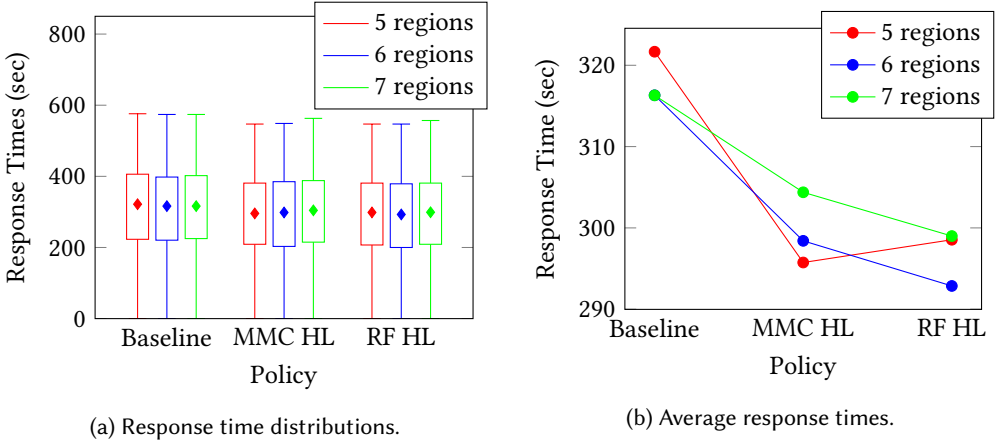 5 regions
6 regions
7 regions
800
600
400
200
0
Response Times (sec)
Baseline MMC HL RF HL
Policy
(a) Response time distributions.
5 regions
6 regions
7 regions
320
310
300
290
Response Time (sec)
Baseline MMC HL RF HL
Policy
(b) Average response times.